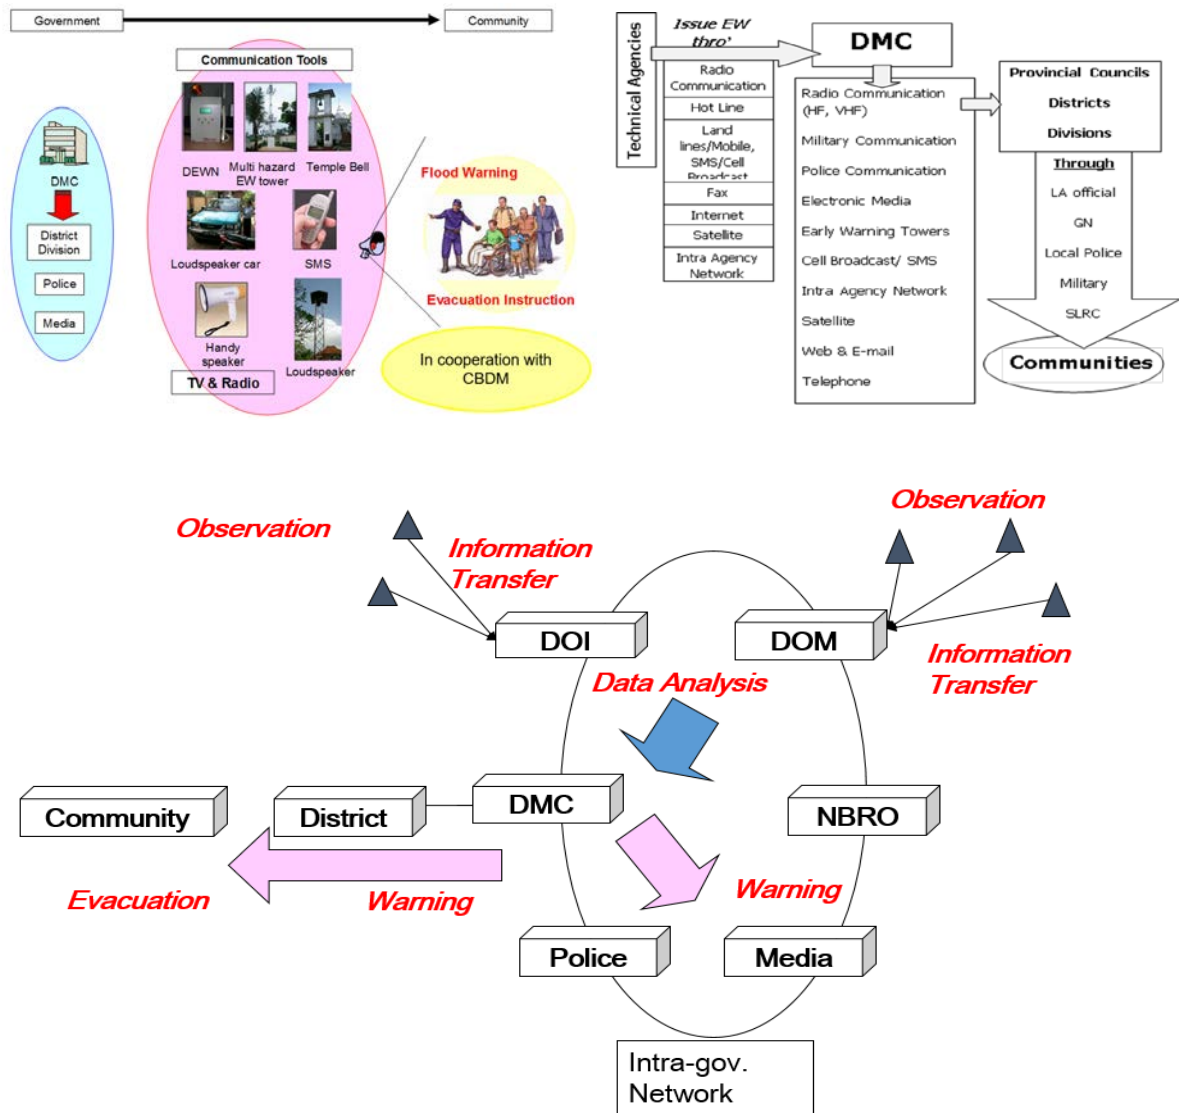 Government
Community
Communication Tools
DEWN
Multi hazard
EW tower
Temple Bell
Loudspeaker car
SMS
Handy
speaker
Loudspeaker
TV & Radio
DMC
District
Division
Police
Media
Flood Warning
Evacuation Instruction
In cooperation with
CBDM
Technical Agencies
Issue EW
thro'
Radio
Communication
Hot Line
Land
lines/Mobile,
SMS/Cell
Broadcast
Fax
Internet
Satellite
Intra Agency
Network
DMC
Radio Communication
(HF, VHF)
Military Communication
Police Communication
Electronic Media
Early Warning Towers
Cell Broadcast/ SMS
Intra Agency Network
Satellite
Web & E-mail
Telephone
Provincial Councils
Districts
Divisions
Through
LA official
GN
Local Police
Military
SLRC
Communities
Observation
Information
Transfer
Observation
Information
Transfer
DOI
DOM
Data Analysis
DMC
NBRO
Community
District
Evacuation
Warning
Warning
Police
Media
Intra-gov.
Network